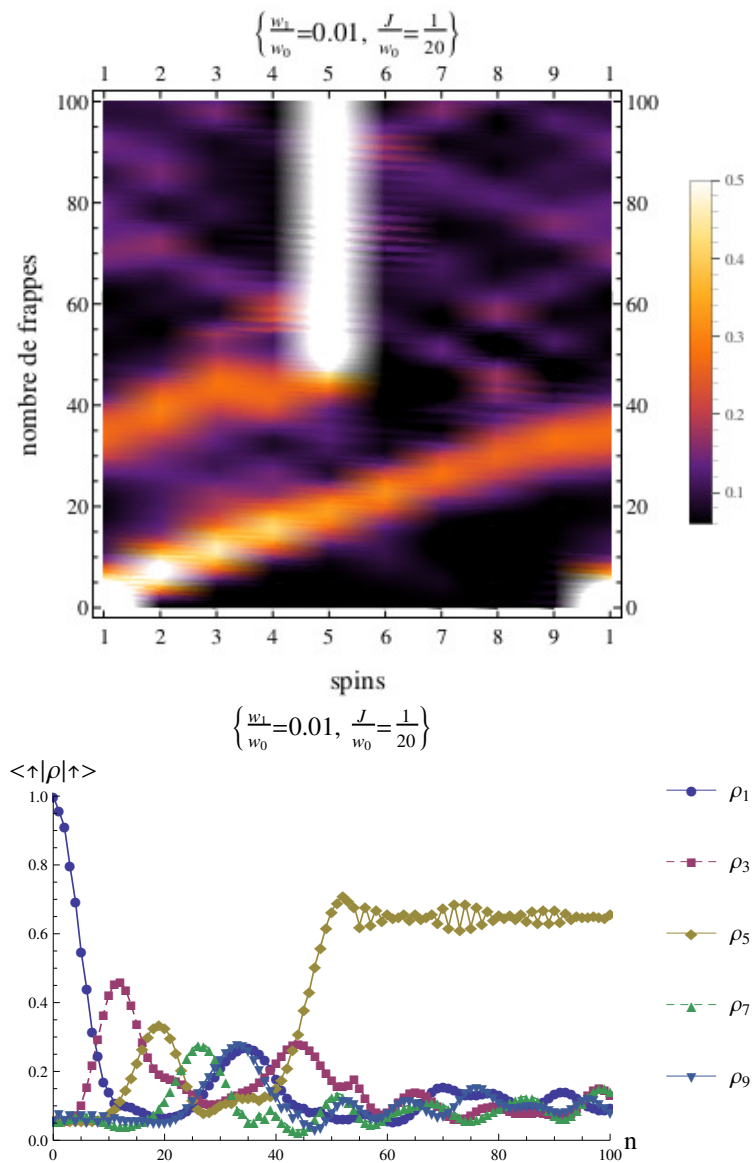 {w₁/w₀=0.01, J/w₀=1/20}
1 2 3 4 5 6 7 8 9 1
100 100
80 80
60 60
40 40
20 20
0 0
nombre de frappes
0.5
0.4
0.3
0.2
0.1
1 2 3 4 5 6 7 8 9 1
spins
{w₁/w₀=0.01, J/w₀=1/20}
<↑|ρ|↑>
1.0
0.8
0.6
0.4
0.2
0.0
0 20 40 60 80 100
n
ρ₁
ρ₃
ρ₅
ρ₇
ρ₉